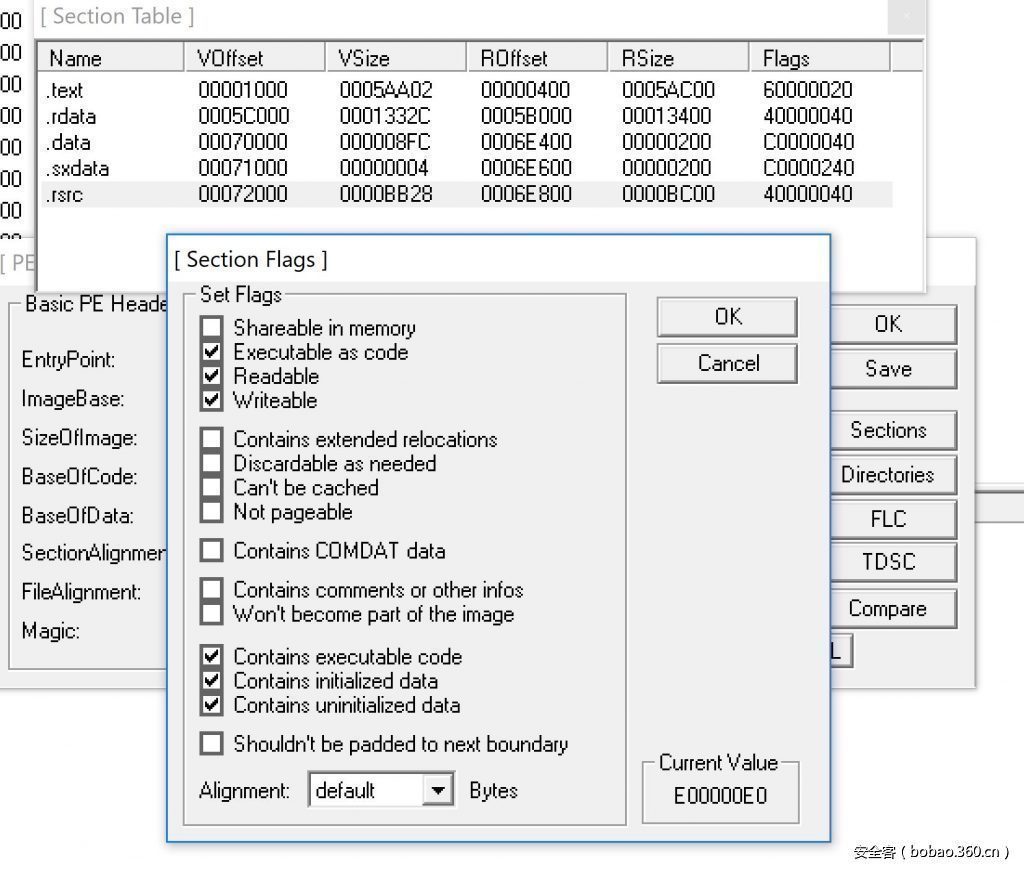 [ Section Table ]
Name VOffset VSize ROffset RSize Flags
.text 00001000 0005AA02 00000400 0005AC00 60000020
.rdata 0005C000 0001332C 0005B000 00013400 40000040
.data 00070000 000008FC 0006E400 00000200 C0000040
.sxdata 00071000 00000004 0006E600 00000200 C0000240
.rsrc 00072000 0000BB28 0006E800 0000BC00 40000040
00
00
00
00
00
00
00
[ PE
Basic PE Heade
EntryPoint:
ImageBase:
SizeOfImage:
BaseOfCode:
BaseOfData:
SectionAlignmen
FileAlignment:
Magic:
[ Section Flags ]
Set Flags
Shareable in memory
Executable as code
Readable
Writeable
Contains extended relocations
Discardable as needed
Can't be cached
Not pageable
Contains COMDAT data
Contains comments or other infos
Won't become part of the image
Contains executable code
Contains initialized data
Contains uninitialized data
Shouldn't be padded to next boundary
Alignment: default Bytes
OK
Cancel
Current Value
E00000E0
OK
Save
Sections
Directories
FLC
TDSC
Compare
L
安全客 ( bobao.360.cn )